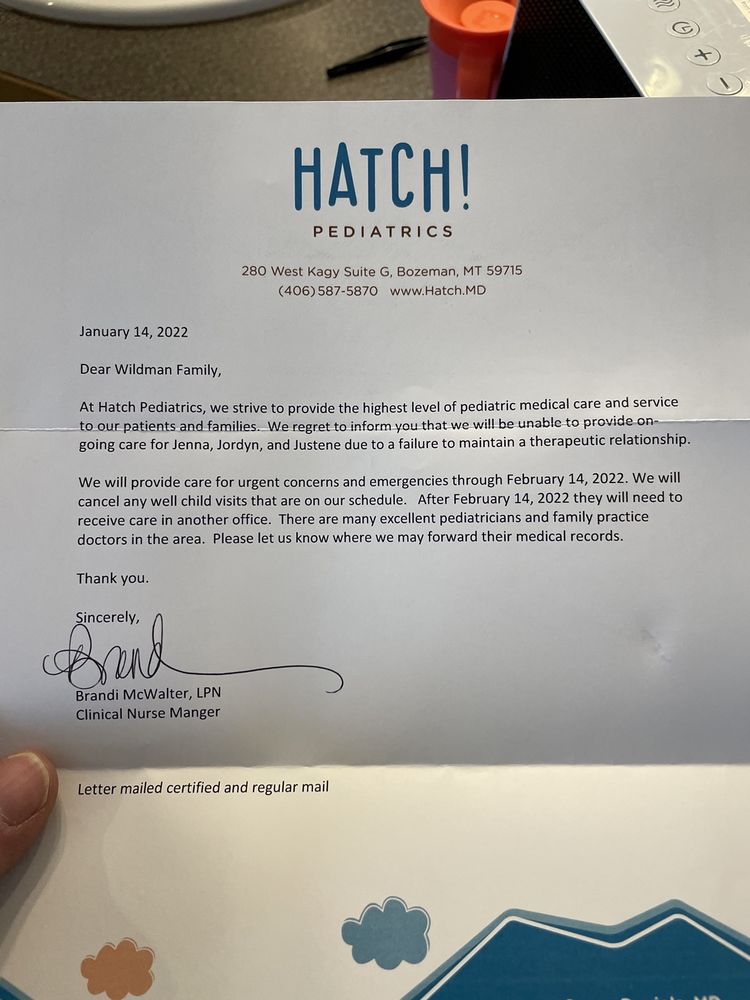 HATCH!
PEDIATRICS
280 West Kagy Suite G, Bozeman, MT 59715
(406)587-5870 www.Hatch.MD
January 14, 2022
Dear Wildman Family,
At Hatch Pediatrics, we strive to provide the highest level of pediatric medical care and service
to our patients and families. We regret to inform you that we will be unable to provide on-
going care for Jenna, Jordyn, and Justene due to a failure to maintain a therapeutic relationship.
We will provide care for urgent concerns and emergencies through February 14, 2022. We will
cancel any well child visits that are on our schedule. After February 14, 2022 they will need to
receive care in another office. There are many excellent pediatricians and family practice
doctors in the area. Please let us know where we may forward their medical records.
Thank you.
Sincerely,
Brandi McWalter, LPN
Clinical Nurse Manger
Letter mailed certified and regular mail